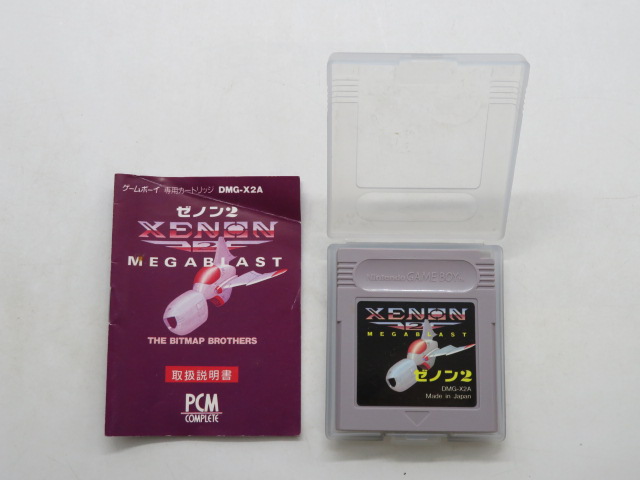 ゲームボーイ 専用カートリッジ DMG-X2A
ゼノン2
XENON
2
MEGABLAST
THE BITMAP BROTHERS
取扱説明書
PCM
COMPLETE
Nintendo GAME BOY
XENON
2
MEGABLAST
ゼノン2
DMG-X2A
Made in Japan